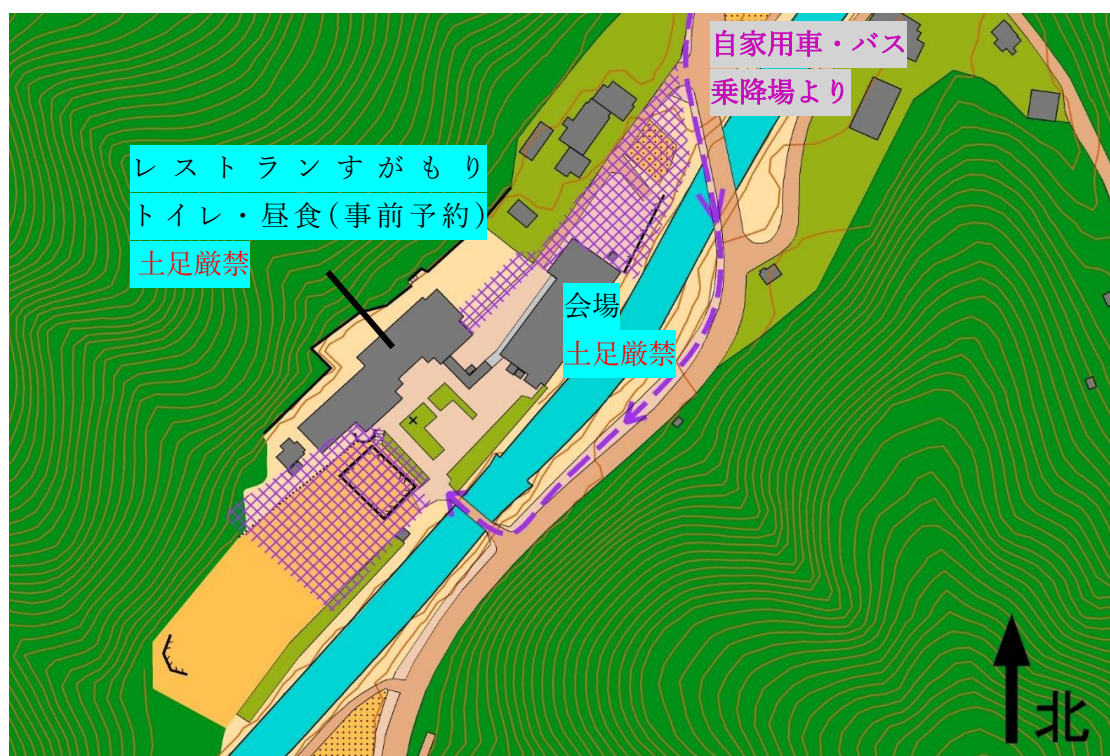 自家用車・バス
乗降場より
レストランすがもり
トイレ・昼食(事前予約)
土足厳禁
会場
土足厳禁
北